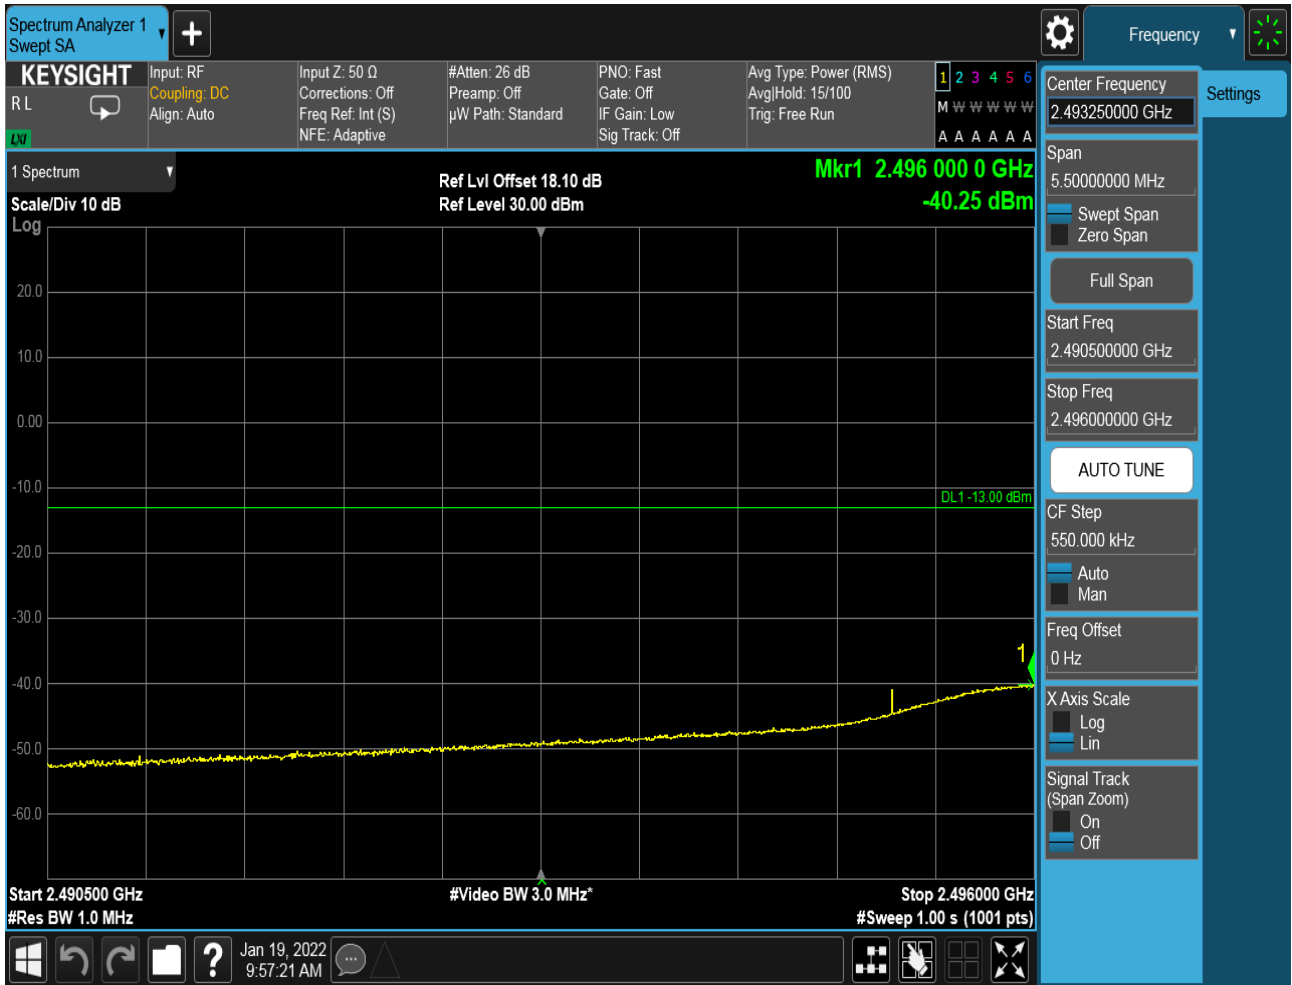 Spectrum Analyzer 1
Swept SA
Frequency
KEYSIGHT
R L
LXI
Input: RF
Coupling: DC
Align: Auto
Input Z: 50 Ω
Corrections: Off
Freq Ref: Int (S)
NFE: Adaptive
#Atten: 26 dB
Preamp: Off
µW Path: Standard
PNO: Fast
Gate: Off
IF Gain: Low
Sig Track: Off
Avg Type: Power (RMS)
Avg|Hold: 15/100
Trig: Free Run
1 2 3 4 5 6
M W W W W W
A A A A A A
1 Spectrum
Scale/Div 10 dB
Log
Ref Lvl Offset 18.10 dB
Ref Level 30.00 dBm
Mkr1 2.496 000 0 GHz
-40.25 dBm
20.0
10.0
0.00
-10.0
DL1 -13.00 dBm
-20.0
-30.0
1
-40.0
-50.0
-60.0
Start 2.490500 GHz
#Video BW 3.0 MHz*
Stop 2.496000 GHz
#Res BW 1.0 MHz
#Sweep 1.00 s (1001 pts)
?
Jan 19, 2022
9:57:21 AM
Center Frequency
2.493250000 GHz
Settings
Span
5.50000000 MHz
Swept Span
Zero Span
Full Span
Start Freq
2.490500000 GHz
Stop Freq
2.496000000 GHz
AUTO TUNE
CF Step
550.000 kHz
Auto
Man
Freq Offset
0 Hz
X Axis Scale
Log
Lin
Signal Track
(Span Zoom)
On
Off